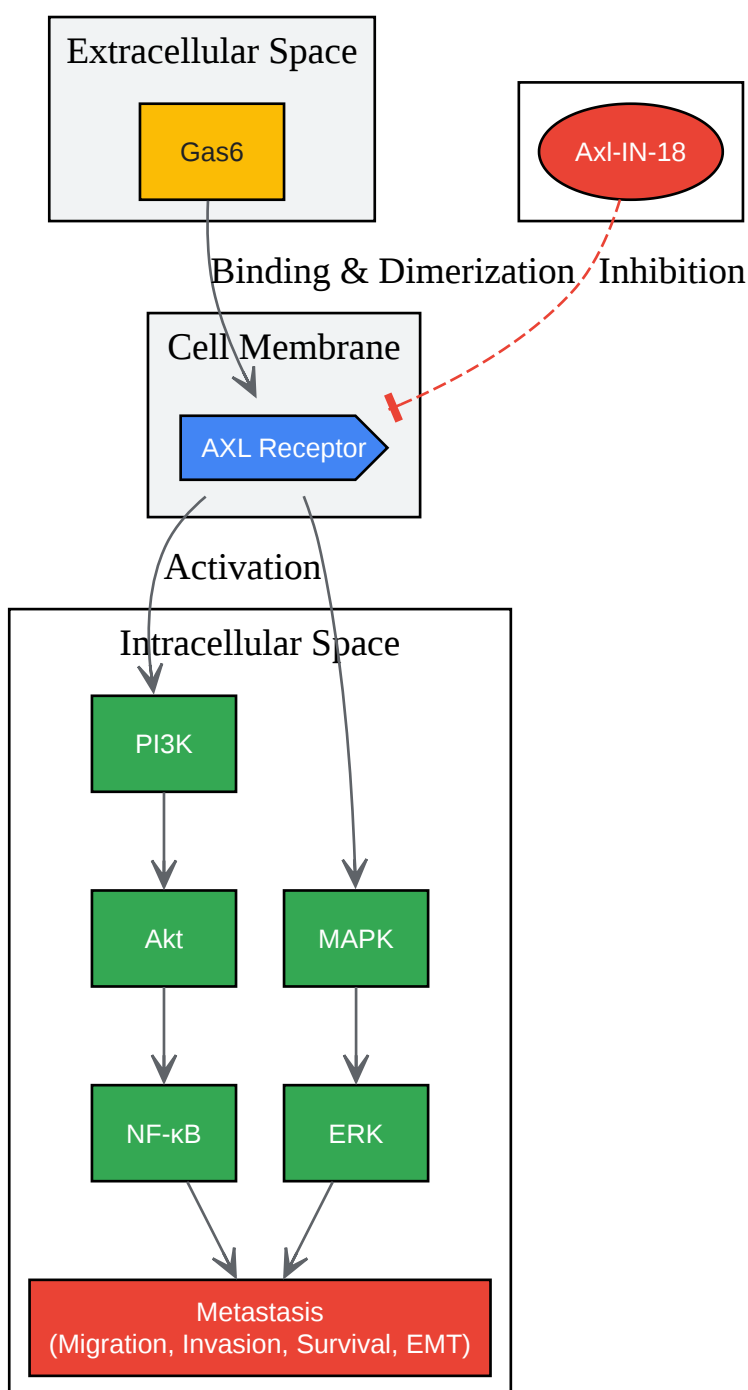 Extracellular Space
Gas6
Axl-IN-18
Binding & Dimerization
Inhibition
Cell Membrane
AXL Receptor
Activation
Intracellular Space
PI3K
Akt
MAPK
NF-κB
ERK
Metastasis
(Migration, Invasion, Survival, EMT)